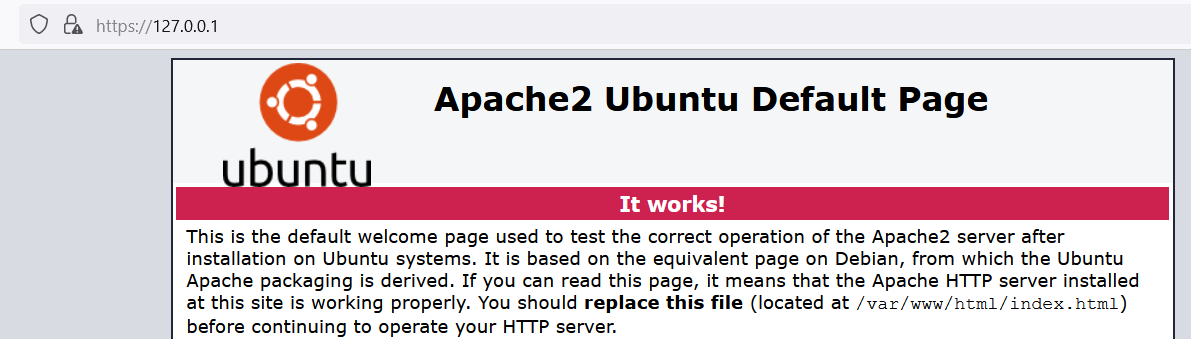 https://127.0.0.1
Apache2 Ubuntu Default Page
ubuntu
It works!
This is the default welcome page used to test the correct operation of the Apache2 server after
installation on Ubuntu systems. It is based on the equivalent page on Debian, from which the Ubuntu
Apache packaging is derived. If you can read this page, it means that the Apache HTTP server installed
at this site is working properly. You should replace this file (located at /var/www/html/index.html)
before continuing to operate your HTTP server.